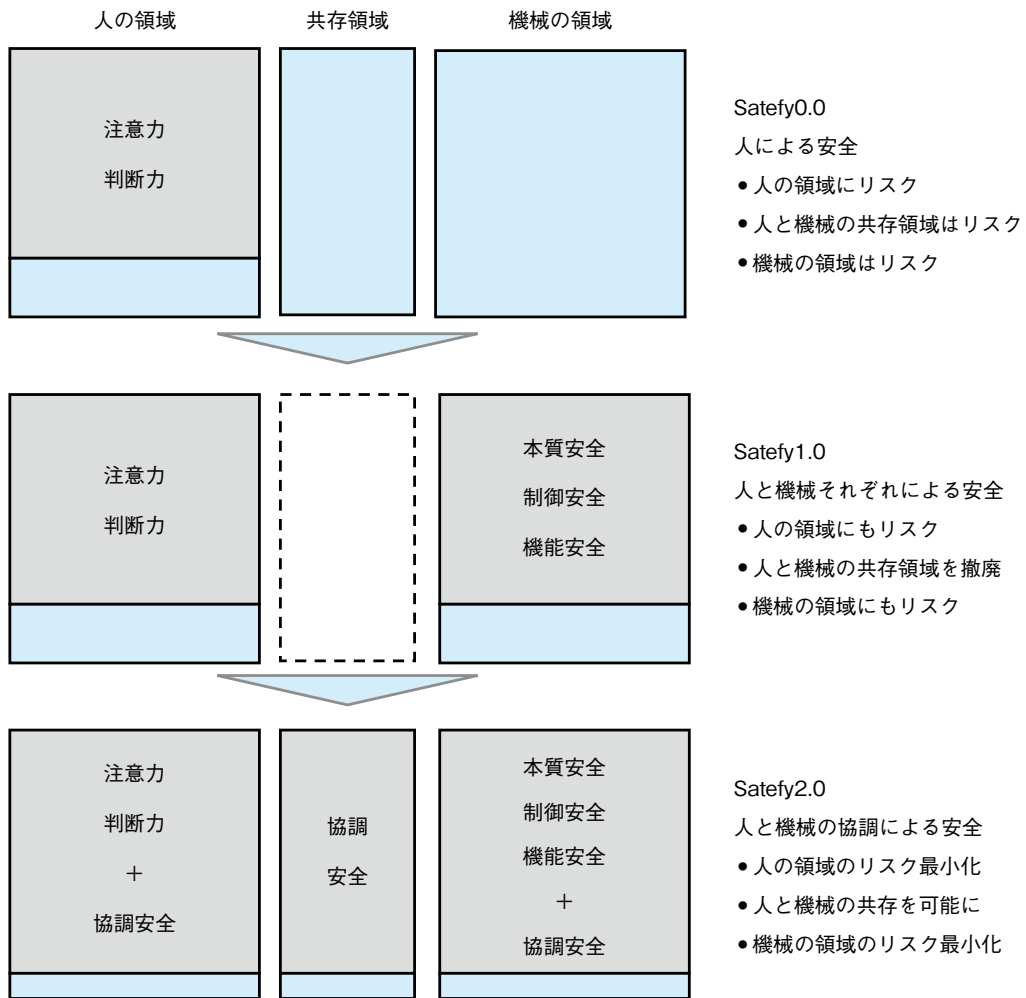 人の領域
共存領域
機械の領域
注意力
判断力
Satefy0.0
人による安全
●人の領域にリスク
●人と機械の共存領域はリスク
●機械の領域はリスク
注意力
判断力
本質安全
制御安全
機能安全
Satefy1.0
人と機械それぞれによる安全
●人の領域にもリスク
●人と機械の共存領域を撤廃
●機械の領域にもリスク
注意力
判断力
＋
協調安全
協調
安全
本質安全
制御安全
機能安全
＋
協調安全
Satefy2.0
人と機械の協調による安全
●人の領域のリスク最小化
●人と機械の共存を可能に
●機械の領域のリスク最小化